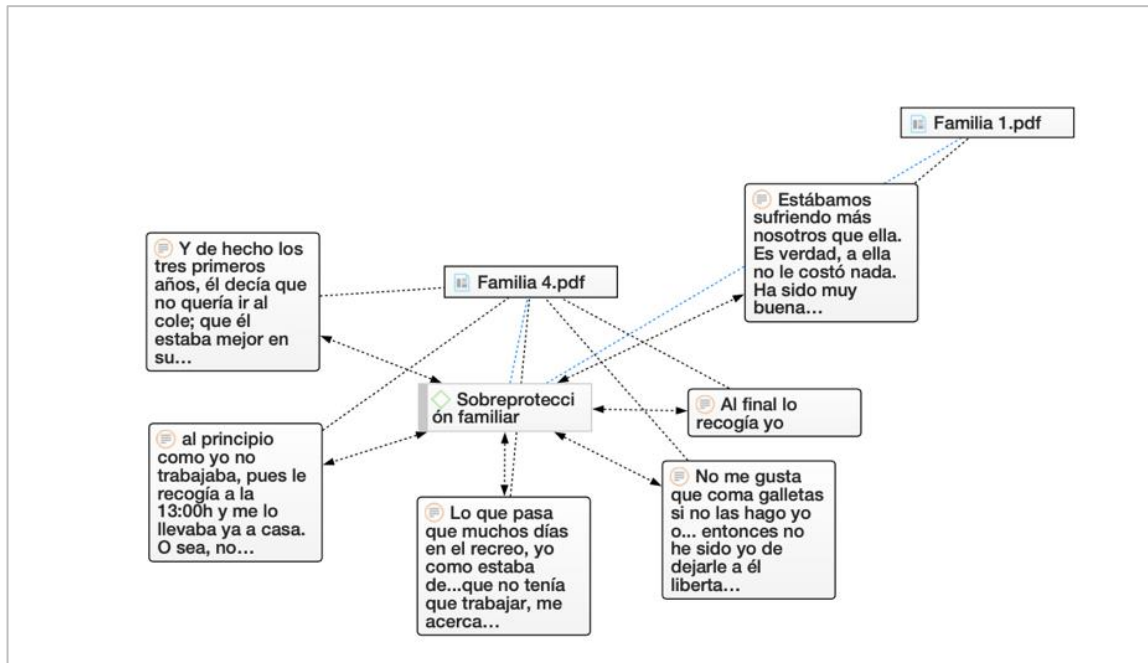 Familia 1.pdf
Estábamos
sufriendo más
nosotros que ella.
Es verdad, a ella
no le costó nada.
Ha sido muy
buena…
Y de hecho los
tres primeros
años, él decía que
no quería ir al
cole; que él
estaba mejor en
su…
Familia 4.pdf
Sobreprotecci
ón familiar
Al final lo
recogía yo
al principio
como yo no
trabajaba, pues le
recogía a la
13:00h y me lo
llevaba ya a casa.
O sea, no…
Lo que pasa
que muchos días
en el recreo, yo
como estaba
de...que no tenía
que trabajar, me
acerca…
No me gusta
que coma galletas
si no las hago yo
o... entonces no
he sido yo de
dejarle a él
liberta…